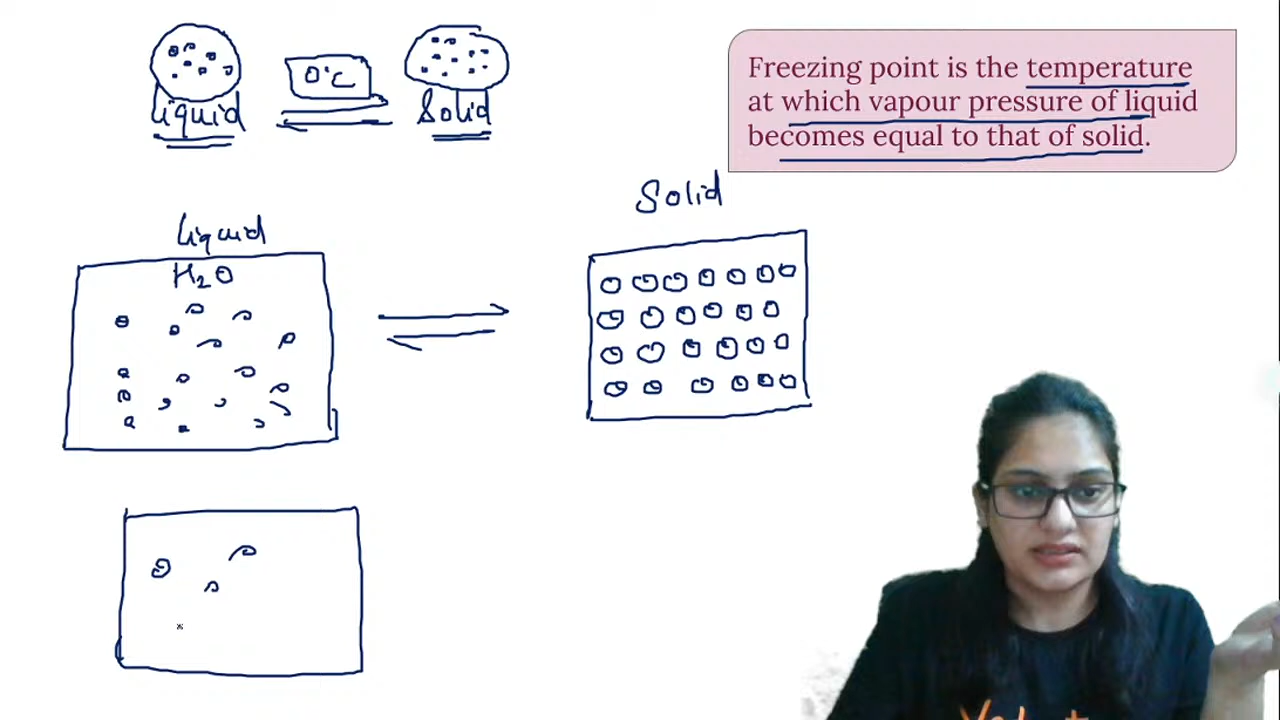 Liquid 0°C Solid
Freezing point is the temperature
at which vapour pressure of liquid
becomes equal to that of solid.
Solid
Liquid
H₂O